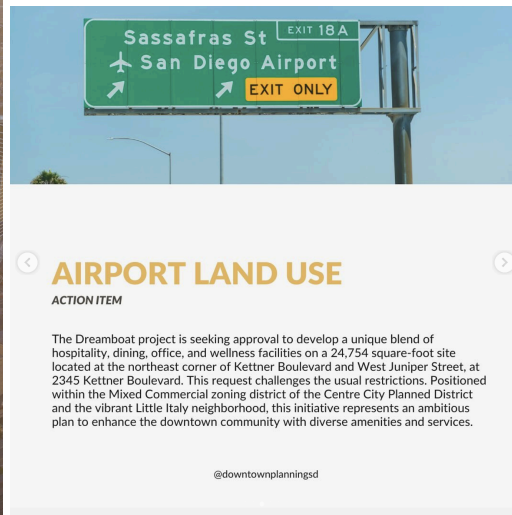 Sassafras St
EXIT 18A
San Diego Airport
EXIT ONLY
AIRPORT LAND USE
ACTION ITEM
The Dreamboat project is seeking approval to develop a unique blend of
hospitality, dining, office, and wellness facilities on a 24,754 square-foot site
located at the northeast corner of Kettner Boulevard and West Juniper Street, at
2345 Kettner Boulevard. This request challenges the usual restrictions. Positioned
within the Mixed Commercial zoning district of the Centre City Planned District
and the vibrant Little Italy neighborhood, this initiative represents an ambitious
plan to enhance the downtown community with diverse amenities and services.
@downtownplanningsd